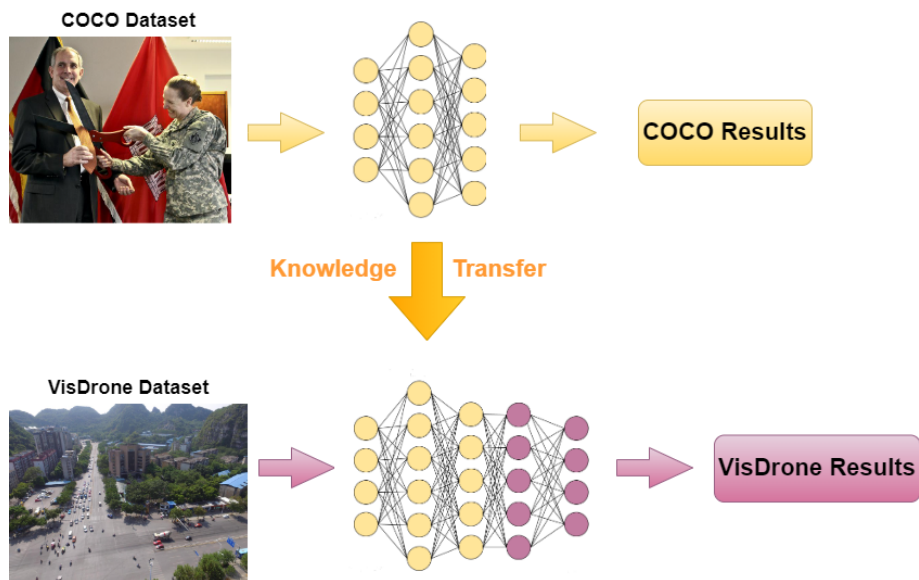 COCO Dataset
COCO Results
Knowledge Transfer
VisDrone Dataset
VisDrone Results